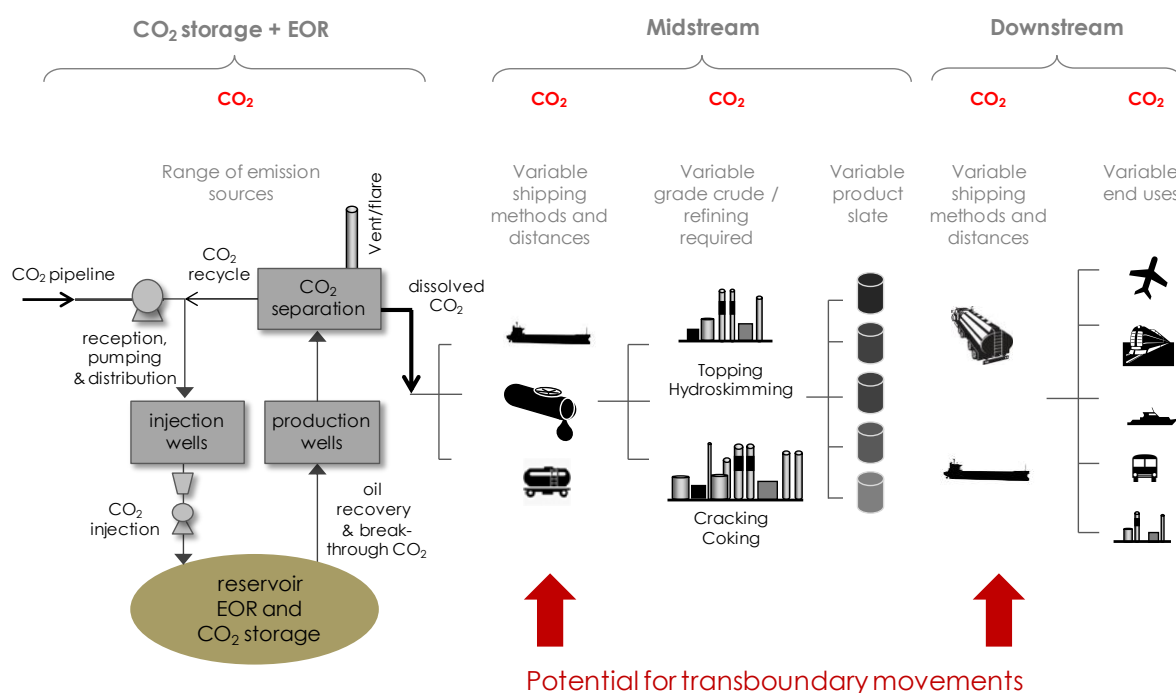 CO₂ storage + EOR
Midstream
Downstream
CO₂
CO₂
CO₂
CO₂
CO₂
Range of emission
sources
Variable
shipping
methods and
distances
Variable
grade crude /
refining
required
Variable
product
slate
Variable
shipping
methods and
distances
Variable
end uses
Vent/flare
CO₂ pipeline
CO₂
recycle
CO₂
separation
dissolved
CO₂
reception,
pumping
& distribution
injection
wells
production
wells
CO₂
injection
oil
recovery
& break-
through CO₂
reservoir
EOR and
CO₂ storage
Topping
Hydroskimming
Cracking
Coking
Potential for transboundary movements